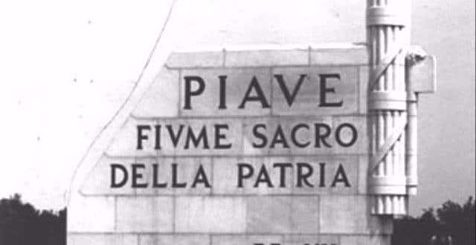 PIAVE
FIVME SACRO
DELLA PATRIA